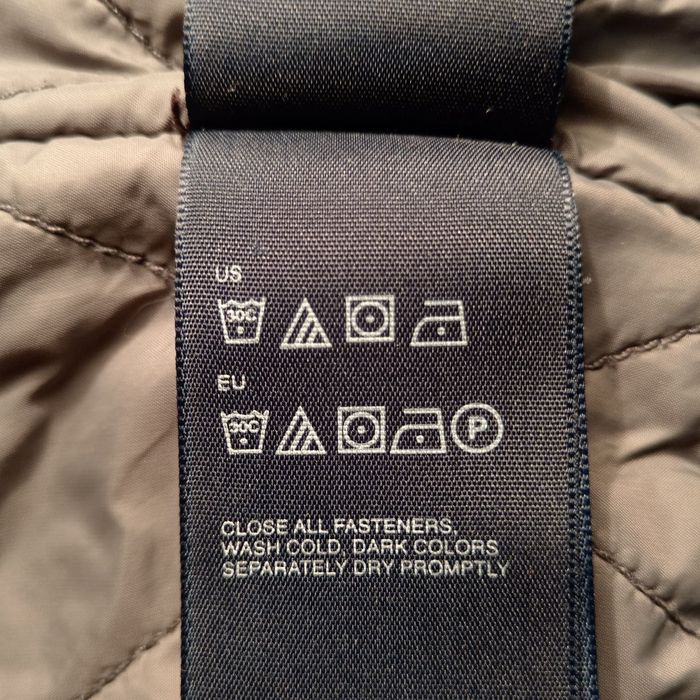 US
30C
EU
30C
P
CLOSE ALL FASTENERS,
WASH COLD, DARK COLORS
SEPARATELY DRY PROMPTLY